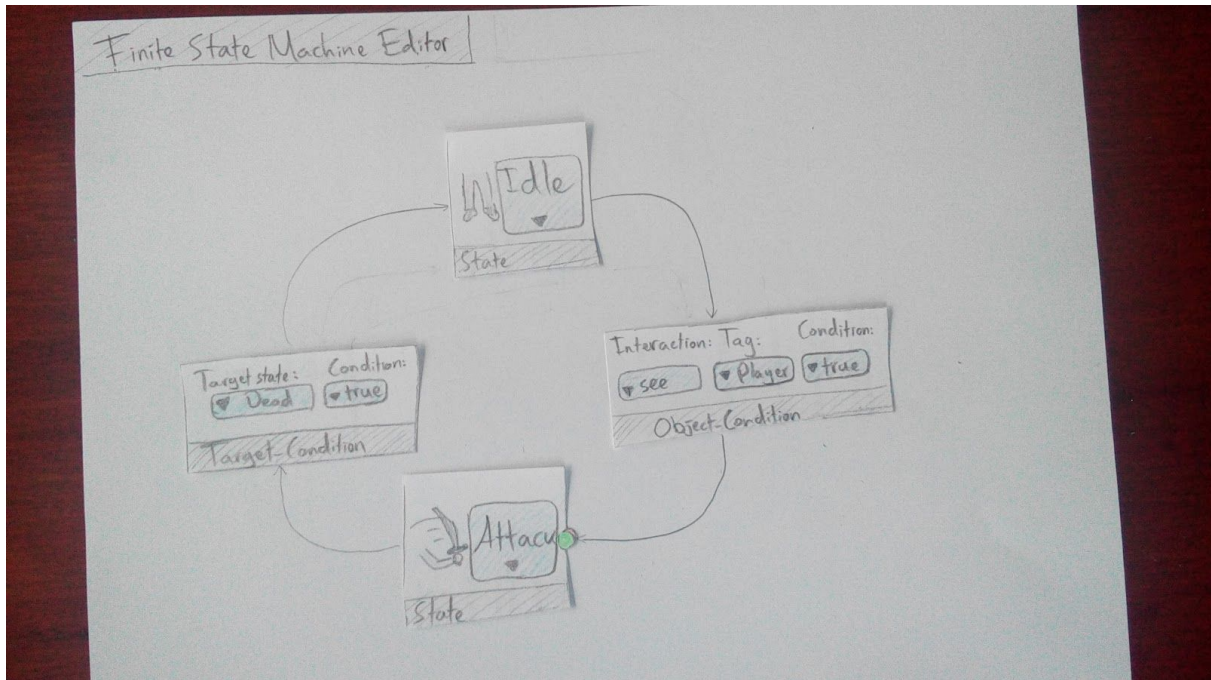 Finite State Machine Editor
Idle
State
Interaction: Tag: Condition:
see Player true
Object-Condition
Target state: Condition:
Dead true
Target-Condition
Attack
State